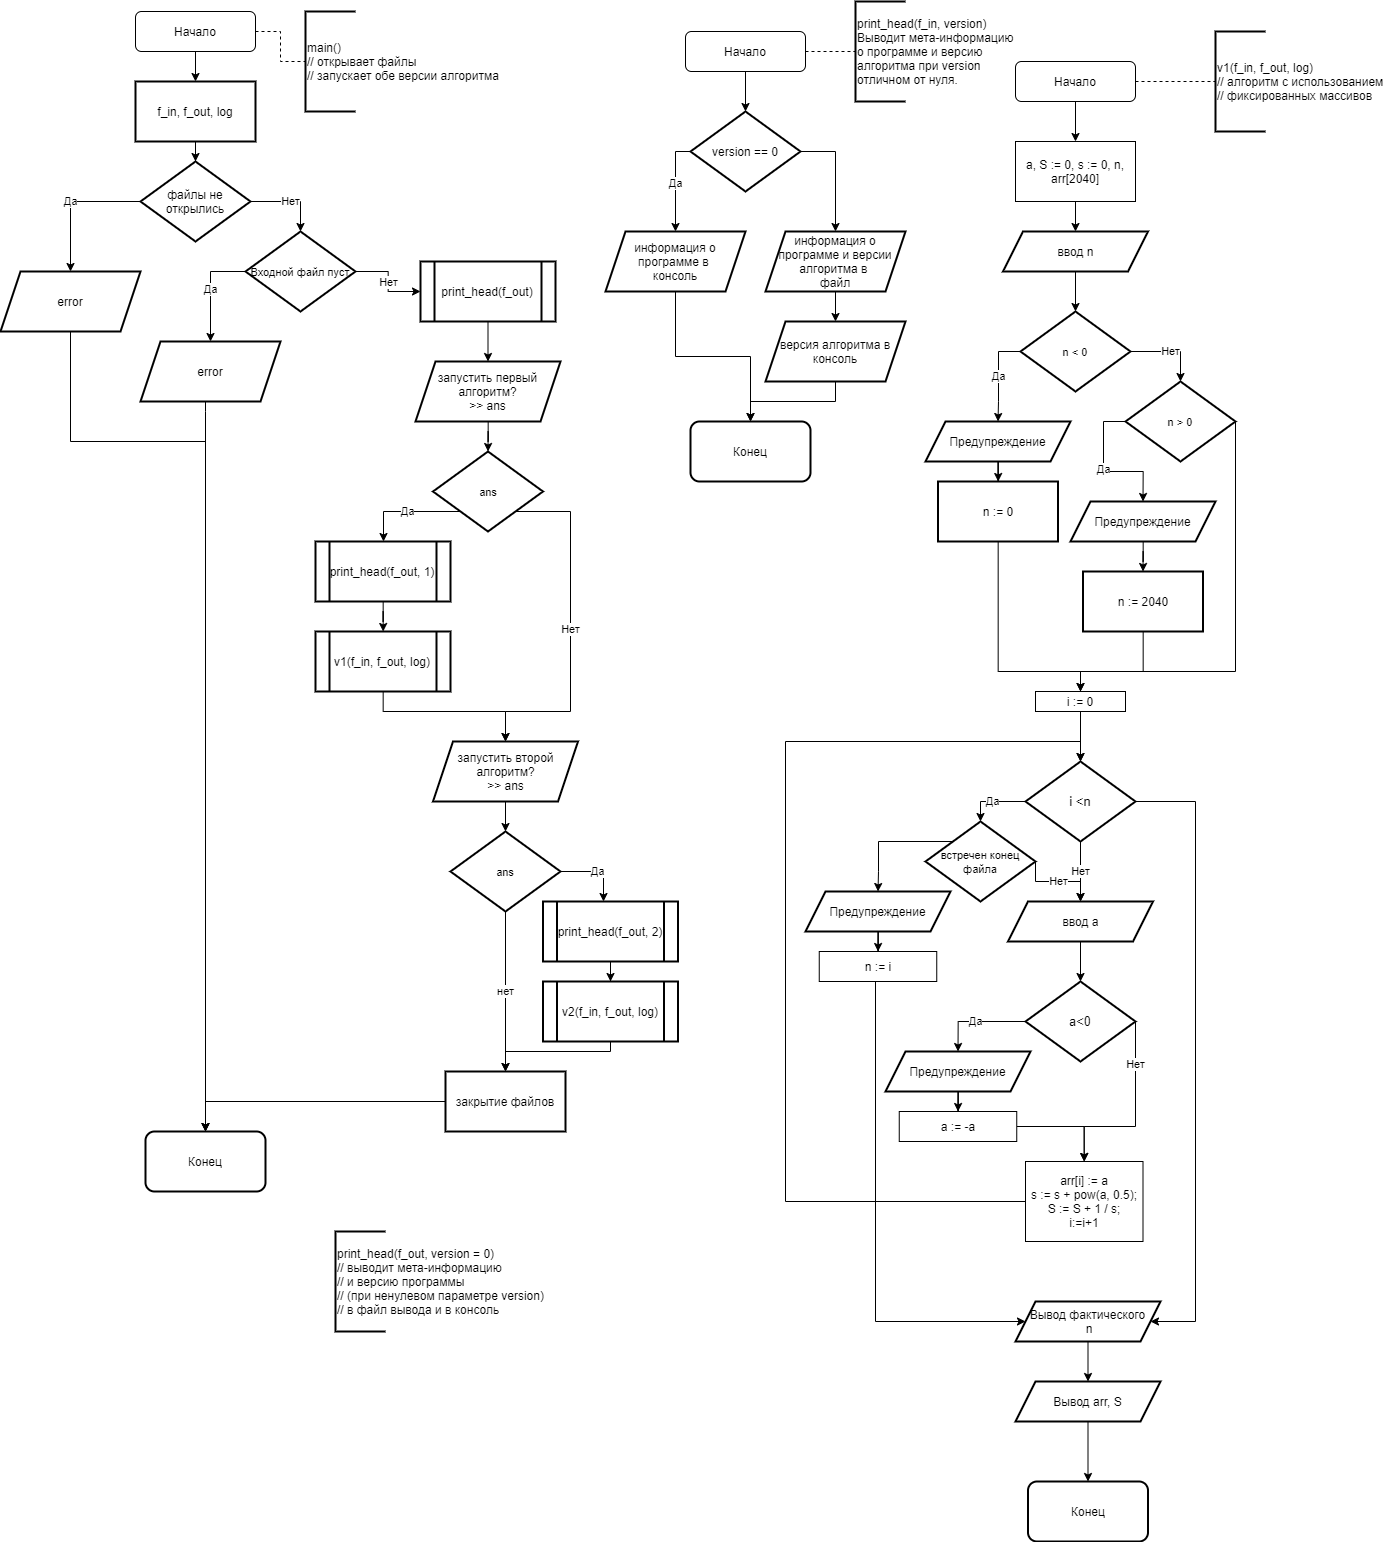 Начало
main()
// открывает файлы
// запускает обе версии алгоритма
f_in, f_out, log
файлы не
открылись
Да
Нет
error
Входной файл пуст
Да
Нет
error
print_head(f_out)
запустить первый
алгоритм?
>> ans
ans
Да
Нет
print_head(f_out, 1)
v1(f_in, f_out, log)
запустить второй
алгоритм?
>> ans
ans
Да
нет
print_head(f_out, 2)
v2(f_in, f_out, log)
закрытие файлов
Конец
print_head(f_out, version = 0)
// выводит мета-информацию
// и версию программы
// (при ненулевом параметре version)
// в файл вывода и в консоль
Начало
print_head(f_in, version)
Выводит мета-информацию
о программе и версию
алгоритма при version
отличном от нуля.
version == 0
Да
информация о
программе в
консоль
информация о
программе и версии
алгоритма в
файл
версия алгоритма в
консоль
Конец
Начало
v1(f_in, f_out, log)
// алгоритм с использованием
// фиксированных массивов
a, S := 0, s := 0, n,
arr[2040]
ввод n
n < 0
Да
Нет
Предупреждение
n := 0
n > 0
Да
Предупреждение
n := 2040
i := 0
i <n
Да
Нет
встречен конец
файла
Нет
Предупреждение
n := i
ввод a
a<0
Да
Нет
Предупреждение
a := -a
arr[i] := a
s := s + pow(a, 0.5);
S := S + 1 / s;
i:=i+1
Вывод фактического
n
Вывод arr, S
Конец